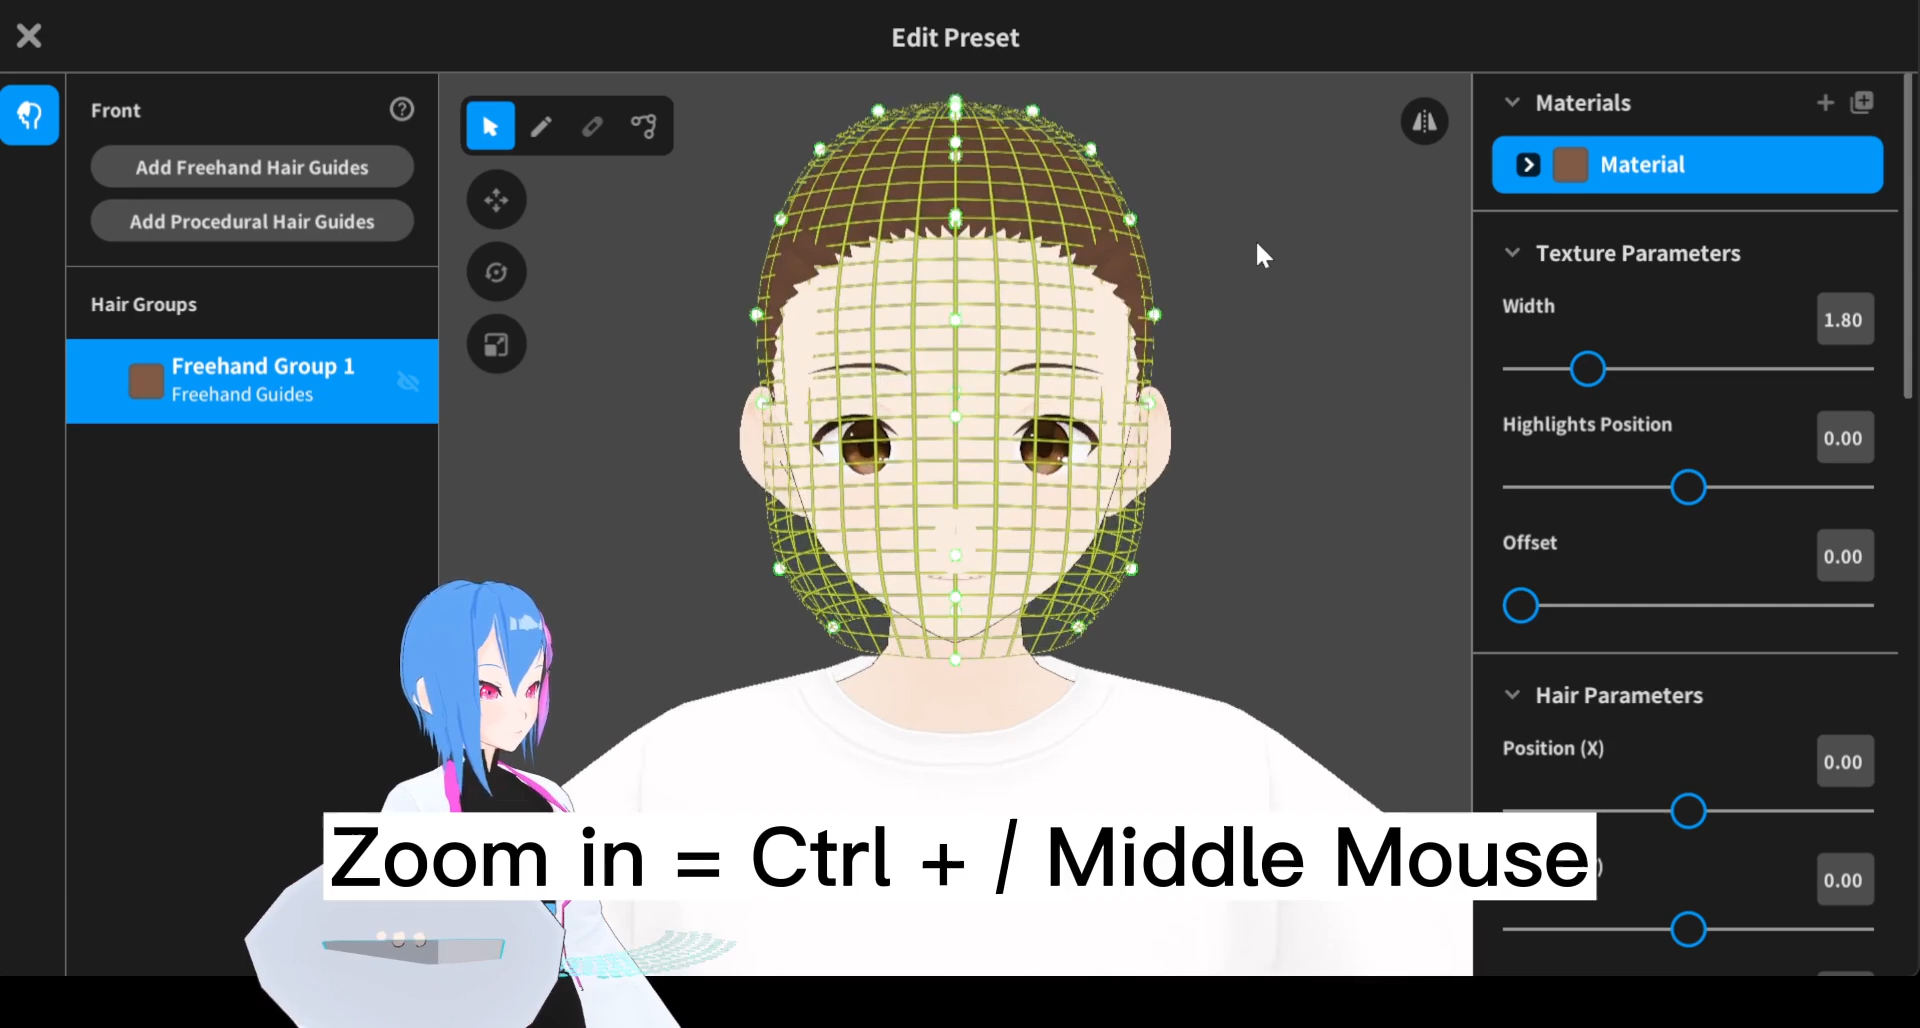 Edit Preset
Front
Add Freehand Hair Guides
Add Procedural Hair Guides
Hair Groups
Freehand Group 1
Freehand Guides
Materials
Material
Texture Parameters
Width
1.80
Highlights Position
0.00
Offset
0.00
Hair Parameters
Position (X)
0.00
)
0.00
Zoom in = Ctrl + / Middle Mouse